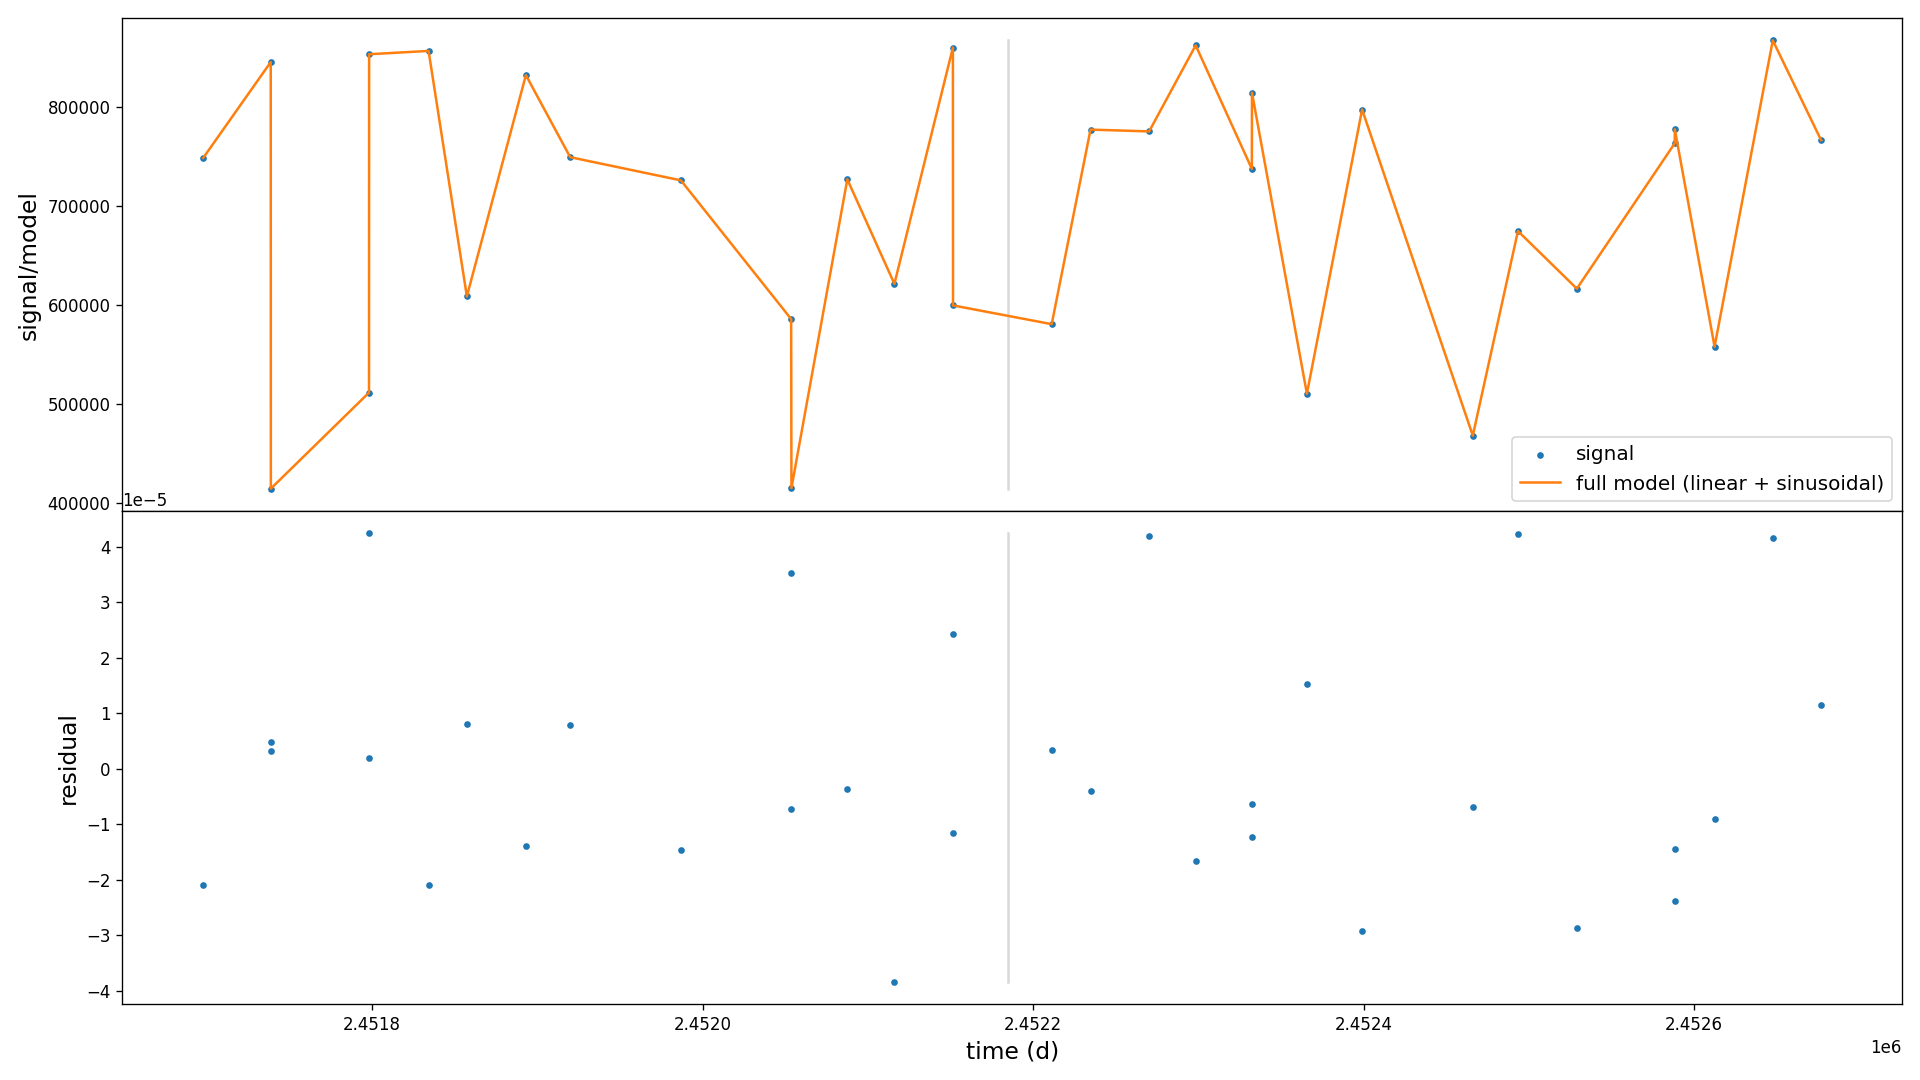 800000
700000
600000
500000
400000
signal/model
signal
full model (linear + sinusoidal)
1e−5
4
3
2
1
0
−1
−2
−3
−4
residual
2.4518
2.4520
2.4522
2.4524
2.4526
1e6
time (d)